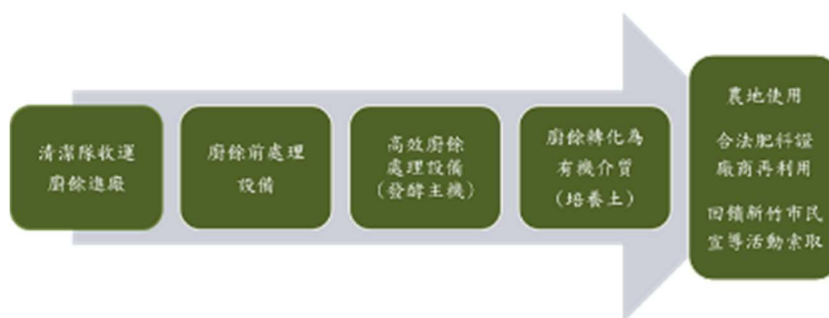 清潔隊收運
廚餘進廠
廚餘前處理
設備
高效廚餘
處理設備
(發酵主機)
廚餘轉化為
有機介質
(培養土)
農地使用
合法肥料證
廠商再利用
回饋新竹市民
宣導活動索取